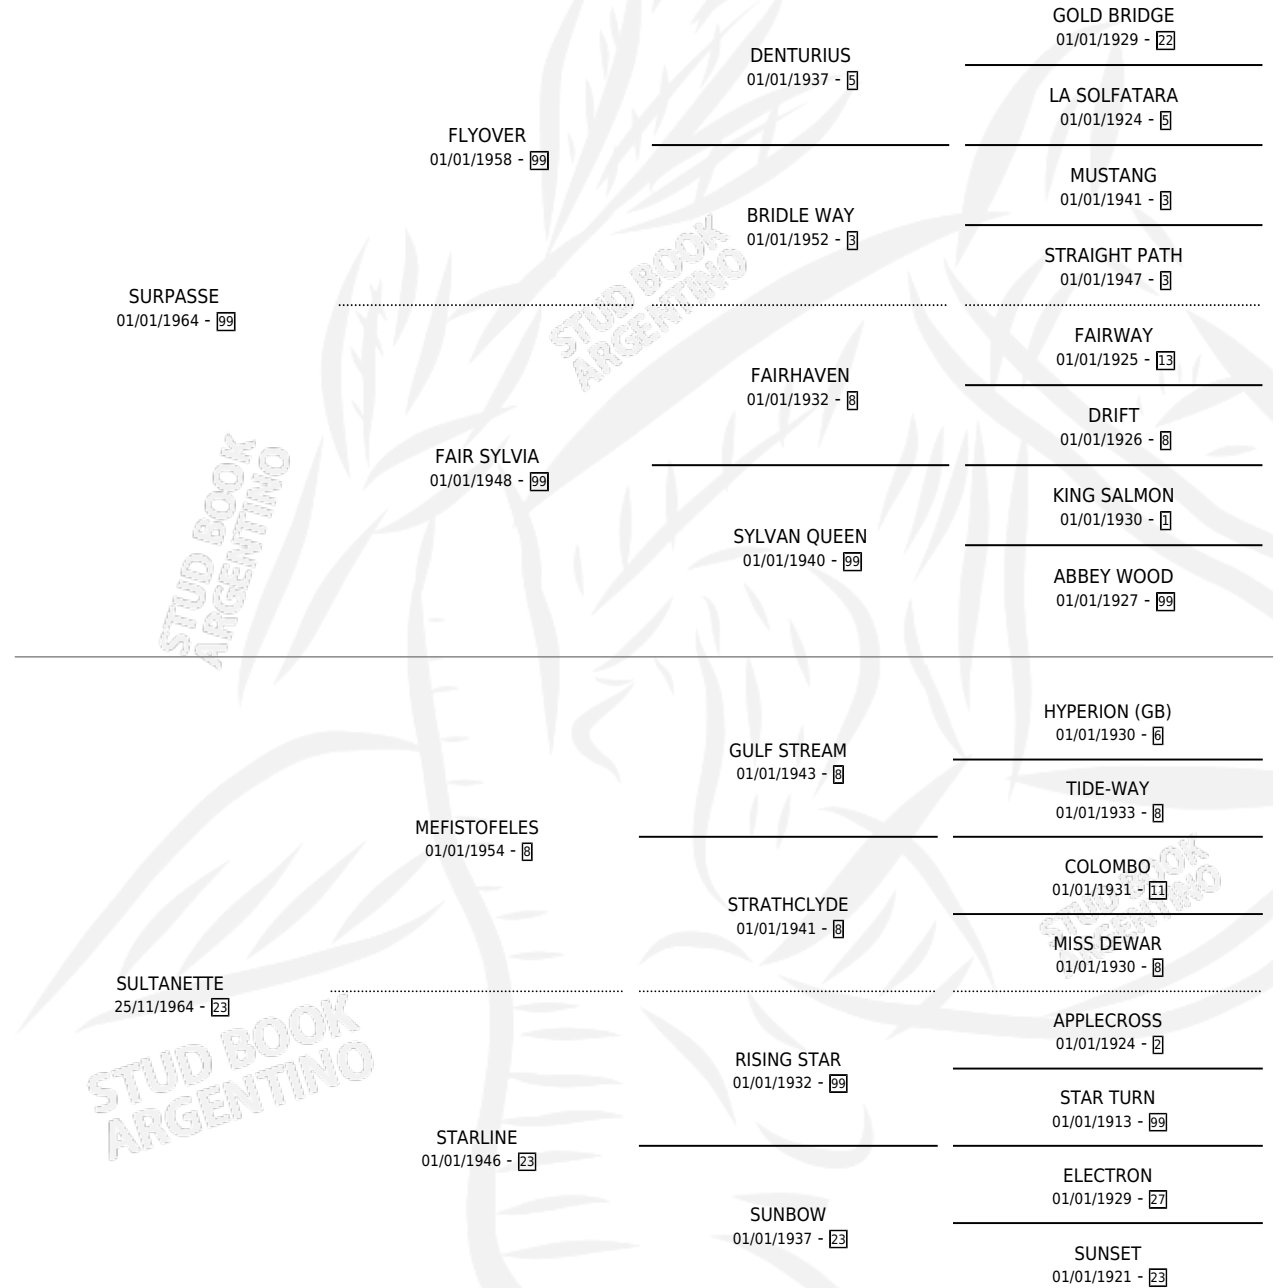 GOLD BRIDGE
01/01/1929 - 22
DENTURIUS
01/01/1937 - 5
LA SOLFATARA
01/01/1924 - 5
FLYOVER
01/01/1958 - 99
MUSTANG
01/01/1941 - 3
BRIDLE WAY
01/01/1952 - 3
STRAIGHT PATH
01/01/1947 - 3
SURPASSE
01/01/1964 - 99
FAIRWAY
01/01/1925 - 13
FAIRHAVEN
01/01/1932 - 8
DRIFT
01/01/1926 - 8
FAIR SYLVIA
01/01/1948 - 99
KING SALMON
01/01/1930 - 1
SYLVAN QUEEN
01/01/1940 - 99
ABBEY WOOD
01/01/1927 - 99
HYPERION (GB)
01/01/1930 - 6
GULF STREAM
01/01/1943 - 8
TIDE-WAY
01/01/1933 - 8
MEFISTOFELES
01/01/1954 - 8
COLOMBO
01/01/1931 - 11
STRATHCLYDE
01/01/1941 - 8
MISS DEWAR
01/01/1930 - 8
SULTANETTE
25/11/1964 - 23
APPLECROSS
01/01/1924 - 2
RISING STAR
01/01/1932 - 99
STAR TURN
01/01/1913 - 99
STARLINE
01/01/1946 - 23
ELECTRON
01/01/1929 - 27
SUNBOW
01/01/1937 - 23
SUNSET
01/01/1921 - 23
STUD BOOK
ARGENTINO
STUD BOOK
ARGENTINO
STUD BOOK
ARGENTINO
STUD BOOK
ARGENTINO